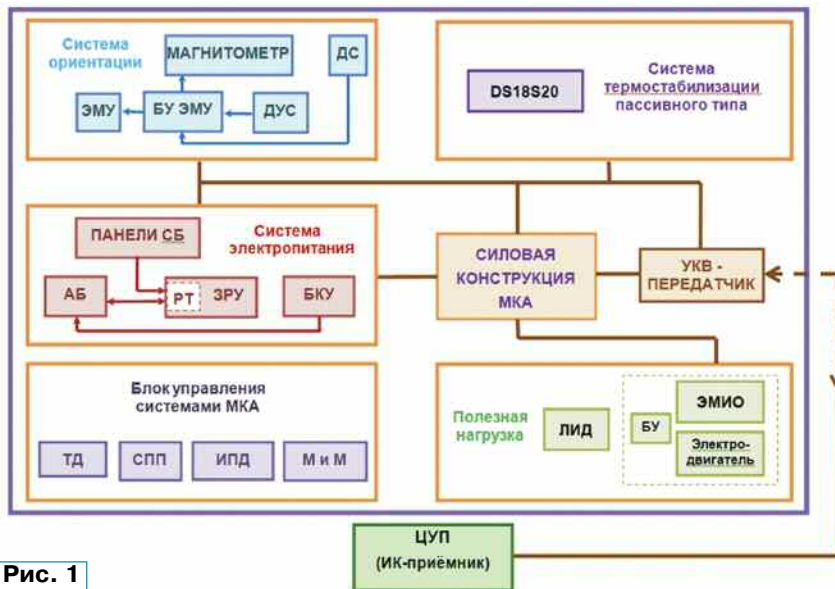 Система
ориентации
МАГНИТОМЕТР
ДС
ЭМУ
БУ ЭМУ
ДУС
DS18S20
Система
термостабилизации
пассивного типа
ПАНЕЛИ СБ
Система
электропитания
АБ
РТ
ЗРУ
БКУ
СИЛОВАЯ
КОНСТРУКЦИЯ
МКА
УКВ -
ПЕРЕДАТЧИК
Блок управления
системами МКА
ТД
СПП
ИПД
М и М
Полезная
нагрузка
ЛИД
БУ
ЭМИО
Электро-
двигатель
ЦУП
(ИК-приёмник)
Рис. 1